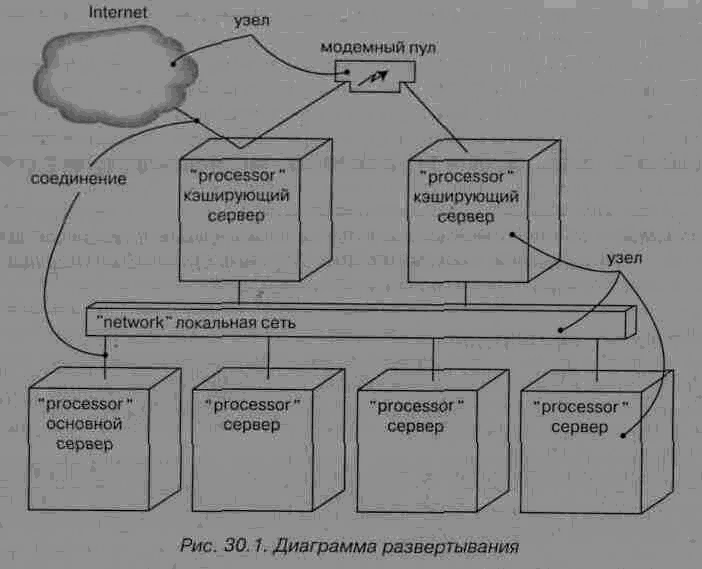 Internet
узел
модемный пул
соединение
"processor"
кэширующий
сервер
"processor"
кэширующий
сервер
узел
"network" локальная сеть
"processor"
основной
сервер
"processor"
сервер
"processor"
сервер
"processor"
сервер
Рис. 30.1. Диаграмма развертывания